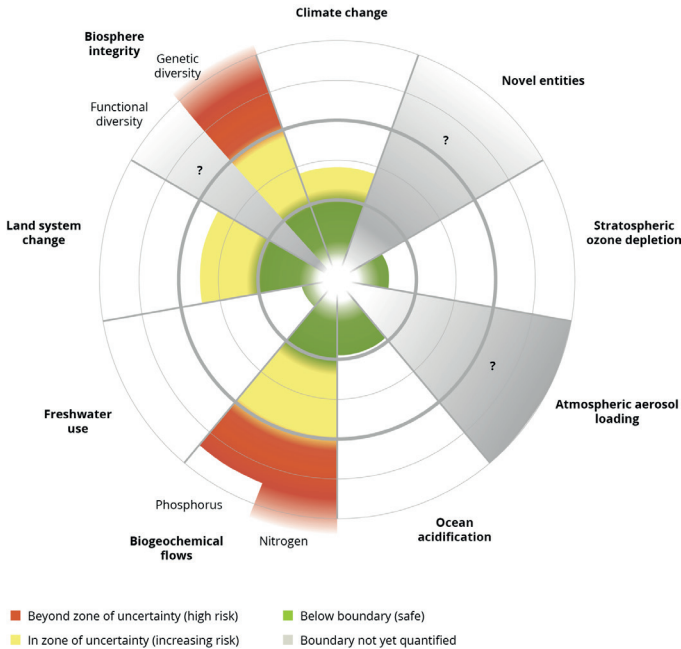 Climate change
Biosphere
integrity
Genetic
diversity
Functional
diversity
Novel entities
?
?
Land system
change
Stratospheric
ozone depletion
?
Freshwater
use
Atmospheric aerosol
loading
Phosphorus
Biogeochemical
flows
Nitrogen
Ocean
acidification
Beyond zone of uncertainty (high risk)
Below boundary (safe)
In zone of uncertainty (increasing risk)
Boundary not yet quantified